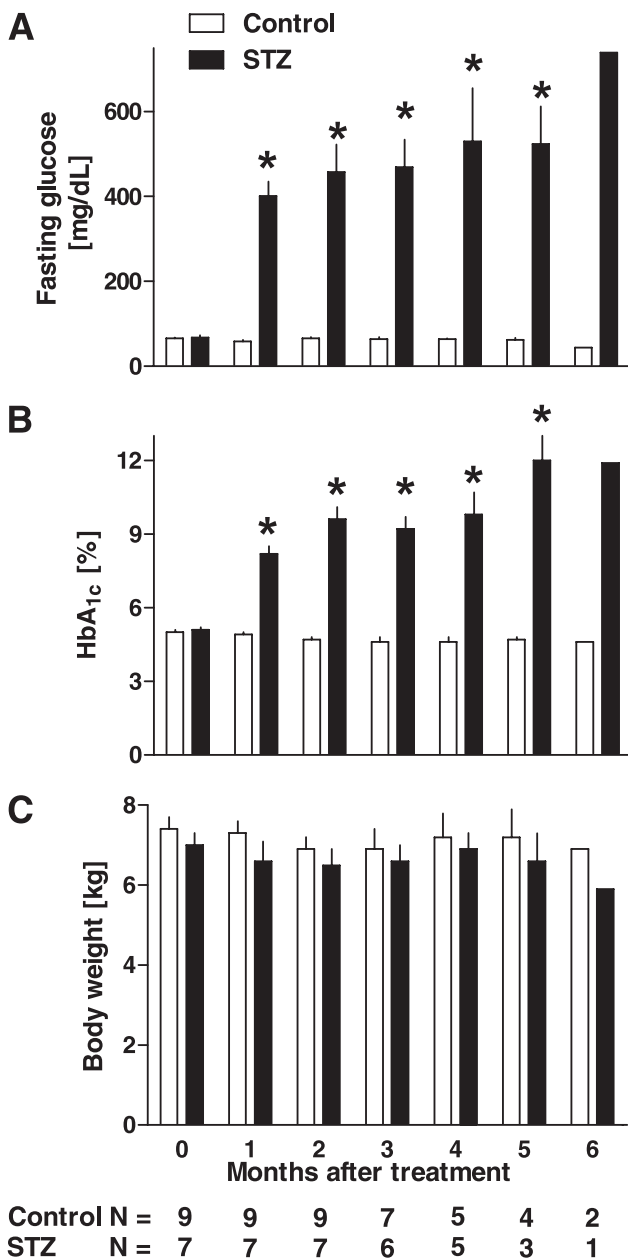 A
Control
STZ
Fasting glucose
[mg/dL]
600
400
200
0
* * * * *
B
HbA1c [%]
12
9
6
3
0
* * * * *
C
Body weight [kg]
8
6
4
2
0
0 1 2 3 4 5 6
Months after treatment
Control N = 9 9 9 7 5 4 2
STZ N = 7 7 7 6 5 3 1